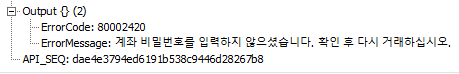 Output {} (2)
ErrorCode: 80002420
ErrorMessage: 계좌 비밀번호를 입력하지 않으셨습니다. 확인 후 다시 거래하십시오.
API_SEQ: dae4e3794ed6191b538c9446d28267b8